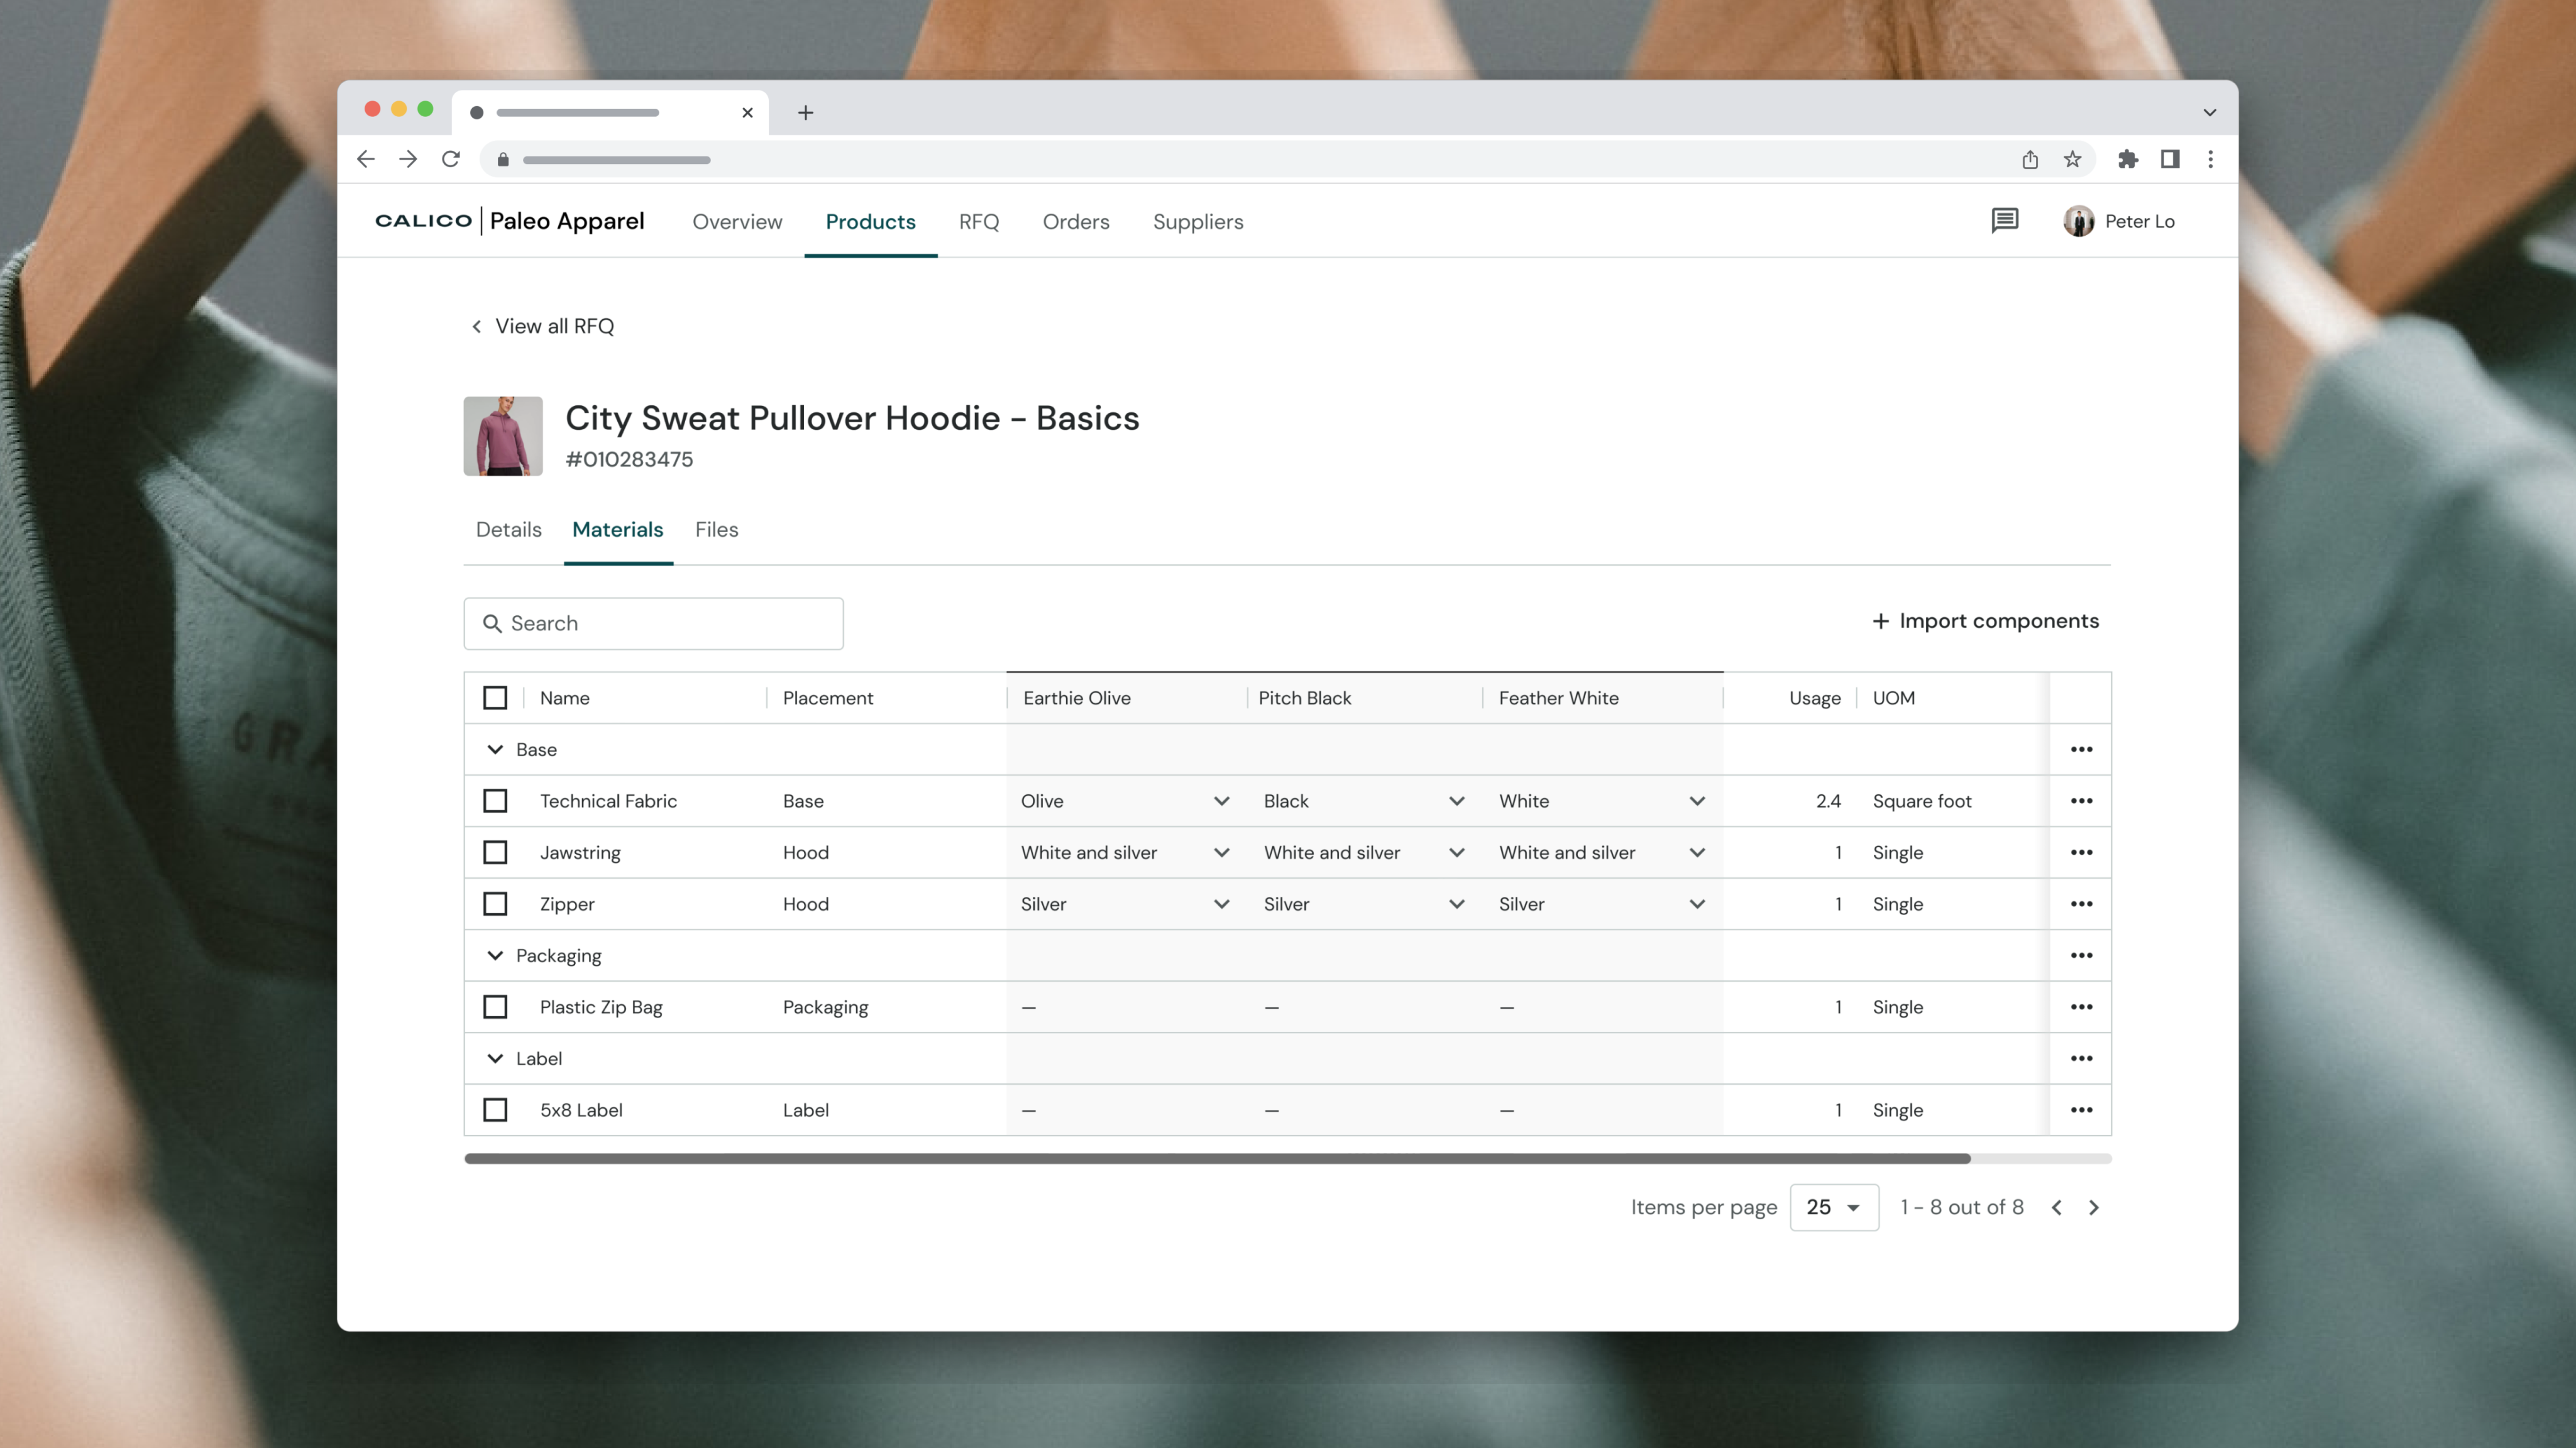 CALICO | Paleo Apparel Overview Products RFQ Orders Suppliers Peter Lo
View all RFQ
City Sweat Pullover Hoodie – Basics
#010283475
Details Materials Files
Search
+ Import components
Name Placement Earthie Olive Pitch Black Feather White Usage UOM
Base
Technical Fabric Base Olive Black White 2.4 Square foot
Jawstring Hood White and silver White and silver White and silver 1 Single
Zipper Hood Silver Silver Silver 1 Single
Packaging
Plastic Zip Bag Packaging – – – 1 Single
Label
5x8 Label Label – – – 1 Single
Items per page 25 1 – 8 out of 8